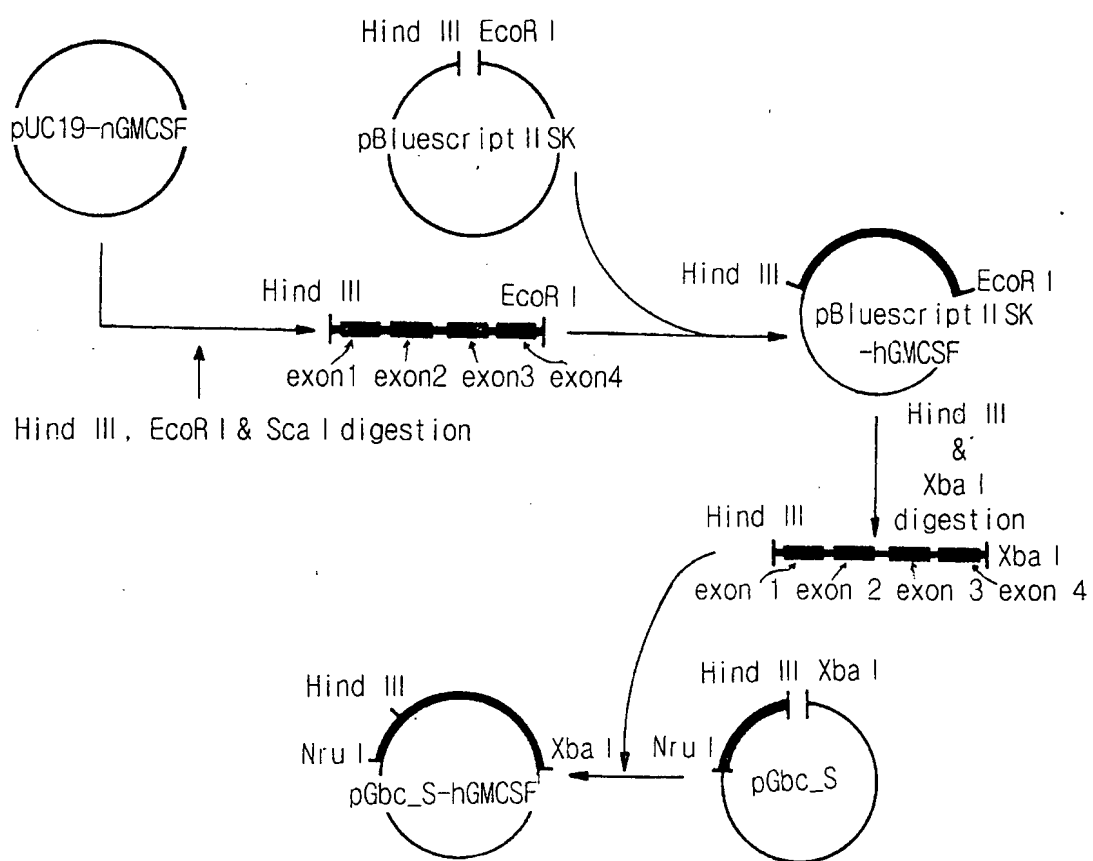 Hind III EcoR I
pUC19-nGMCSF
pBluescript II SK
Hind III
EcoR I
exon1 exon2 exon3 exon4
Hind III, EcoR I & Sca I digestion
Hind III
EcoR I
pBluescript II SK
-hGMCSF
Hind III
&
Xba I
digestion
Hind III
Xba I
exon 1 exon 2 exon 3 exon 4
Hind III
Nru I
Xba I
pGbc_S-hGMCSF
Hind III Xba I
Nru I
pGbc_S